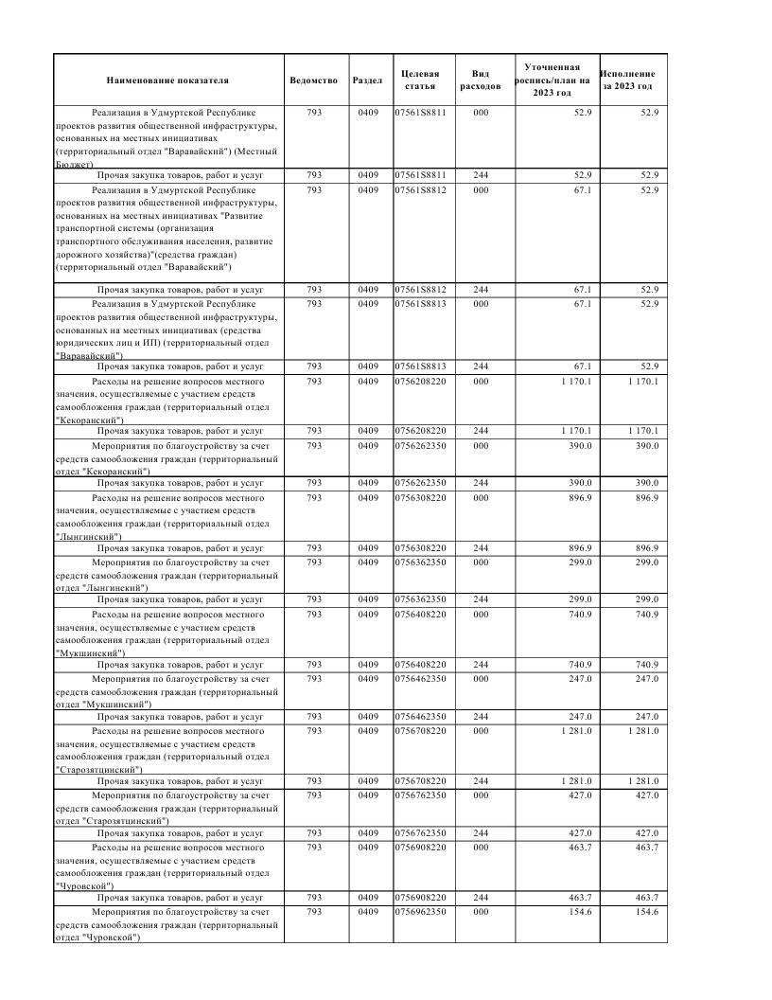 Наименование показателя Ведомство Раздел Целевая статья Вид расходов Уточненная роспись/план на 2023 год Исполнение за 2023 год
Реализация в Удмуртской Республике 793 0409 07561S8811 000 52.9 52.9
проектов развития общественной инфраструктуры,
основанных на местных инициативах
(территориальный отдел "Варавайский") (Местный
Бюджет)
Прочая закупка товаров, работ и услуг 793 0409 07561S8811 244 52.9 52.9
Реализация в Удмуртской Республике 793 0409 07561S8812 000 67.1 52.9
проектов развития общественной инфраструктуры,
основанных на местных инициативах "Развитие
транспортной системы (организация
транспортного обслуживания населения, развитие
дорожного хозяйства)"(средства граждан)
(территориальный отдел "Варавайский")
Прочая закупка товаров, работ и услуг 793 0409 07561S8812 244 67.1 52.9
Реализация в Удмуртской Республике 793 0409 07561S8813 000 67.1 52.9
проектов развития общественной инфраструктуры,
основанных на местных инициативах (средства
юридических лиц и ИП) (территориальный отдел
"Варавайский")
Прочая закупка товаров, работ и услуг 793 0409 07561S8813 244 67.1 52.9
Расходы на решение вопросов местного 793 0409 0756208220 000 1 170.1 1 170.1
значения, осуществляемые с участием средств
самообложения граждан (территориальный отдел
"Кекоранский")
Прочая закупка товаров, работ и услуг 793 0409 0756208220 244 1 170.1 1 170.1
Мероприятия по благоустройству за счет 793 0409 0756262350 000 390.0 390.0
средств самообложения граждан (территориальный
отдел "Кекоранский")
Прочая закупка товаров, работ и услуг 793 0409 0756262350 244 390.0 390.0
Расходы на решение вопросов местного 793 0409 0756308220 000 896.9 896.9
значения, осуществляемые с участием средств
самообложения граждан (территориальный отдел
"Лынгинский")
Прочая закупка товаров, работ и услуг 793 0409 0756308220 244 896.9 896.9
Мероприятия по благоустройству за счет 793 0409 0756362350 000 299.0 299.0
средств самообложения граждан (территориальный
отдел "Лынгинский")
Прочая закупка товаров, работ и услуг 793 0409 0756362350 244 299.0 299.0
Расходы на решение вопросов местного 793 0409 0756408220 000 740.9 740.9
значения, осуществляемые с участием средств
самообложения граждан (территориальный отдел
"Мукшинский")
Прочая закупка товаров, работ и услуг 793 0409 0756408220 244 740.9 740.9
Мероприятия по благоустройству за счет 793 0409 0756462350 000 247.0 247.0
средств самообложения граждан (территориальный
отдел "Мукшинский")
Прочая закупка товаров, работ и услуг 793 0409 0756462350 244 247.0 247.0
Расходы на решение вопросов местного 793 0409 0756708220 000 1 281.0 1 281.0
значения, осуществляемые с участием средств
самообложения граждан (территориальный отдел
"Старозятцинский")
Прочая закупка товаров, работ и услуг 793 0409 0756708220 244 1 281.0 1 281.0
Мероприятия по благоустройству за счет 793 0409 0756762350 000 427.0 427.0
средств самообложения граждан (территориальный
отдел "Старозятцинский")
Прочая закупка товаров, работ и услуг 793 0409 0756762350 244 427.0 427.0
Расходы на решение вопросов местного 793 0409 0756908220 000 463.7 463.7
значения, осуществляемые с участием средств
самообложения граждан (территориальный отдел
"Чуровской")
Прочая закупка товаров, работ и услуг 793 0409 0756908220 244 463.7 463.7
Мероприятия по благоустройству за счет 793 0409 0756962350 000 154.6 154.6
средств самообложения граждан (территориальный
отдел "Чуровской")